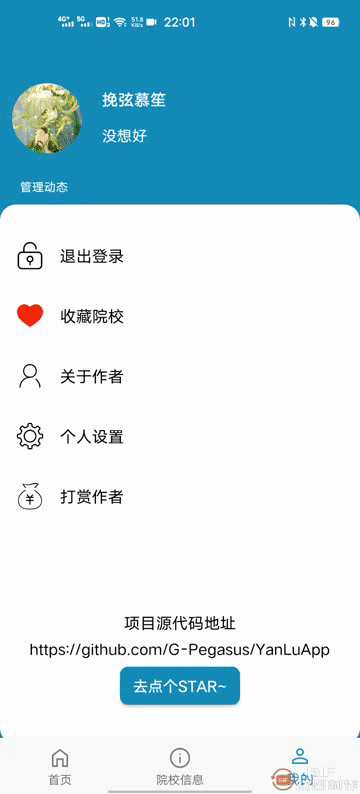 4G+ 5G HD 51.8 KB/s 22:01 96
挽弦慕笙
没想好
管理动态
退出登录
收藏院校
关于作者
个人设置
打赏作者
项目源代码地址
https://github.com/G-Pegasus/YanLuApp
去点个STAR~
首页 院校信息 我的
GIF